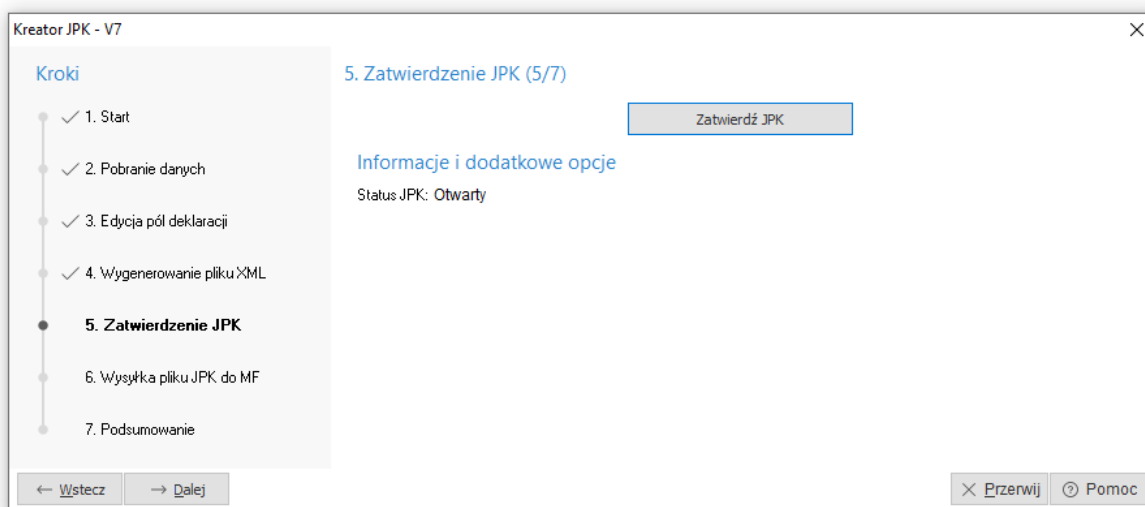 Kreator JPK - V7
Kroki
1. Start
2. Pobranie danych
3. Edycja pól deklaracji
4. Wygenerowanie pliku XML
5. Zatwierdzenie JPK
6. Wysyłka pliku JPK do MF
7. Podsumowanie
5. Zatwierdzenie JPK (5/7)
Zatwierdź JPK
Informacje i dodatkowe opcje
Status JPK: Otwarty
Wstecz
Dalej
Przerwij
Pomoc